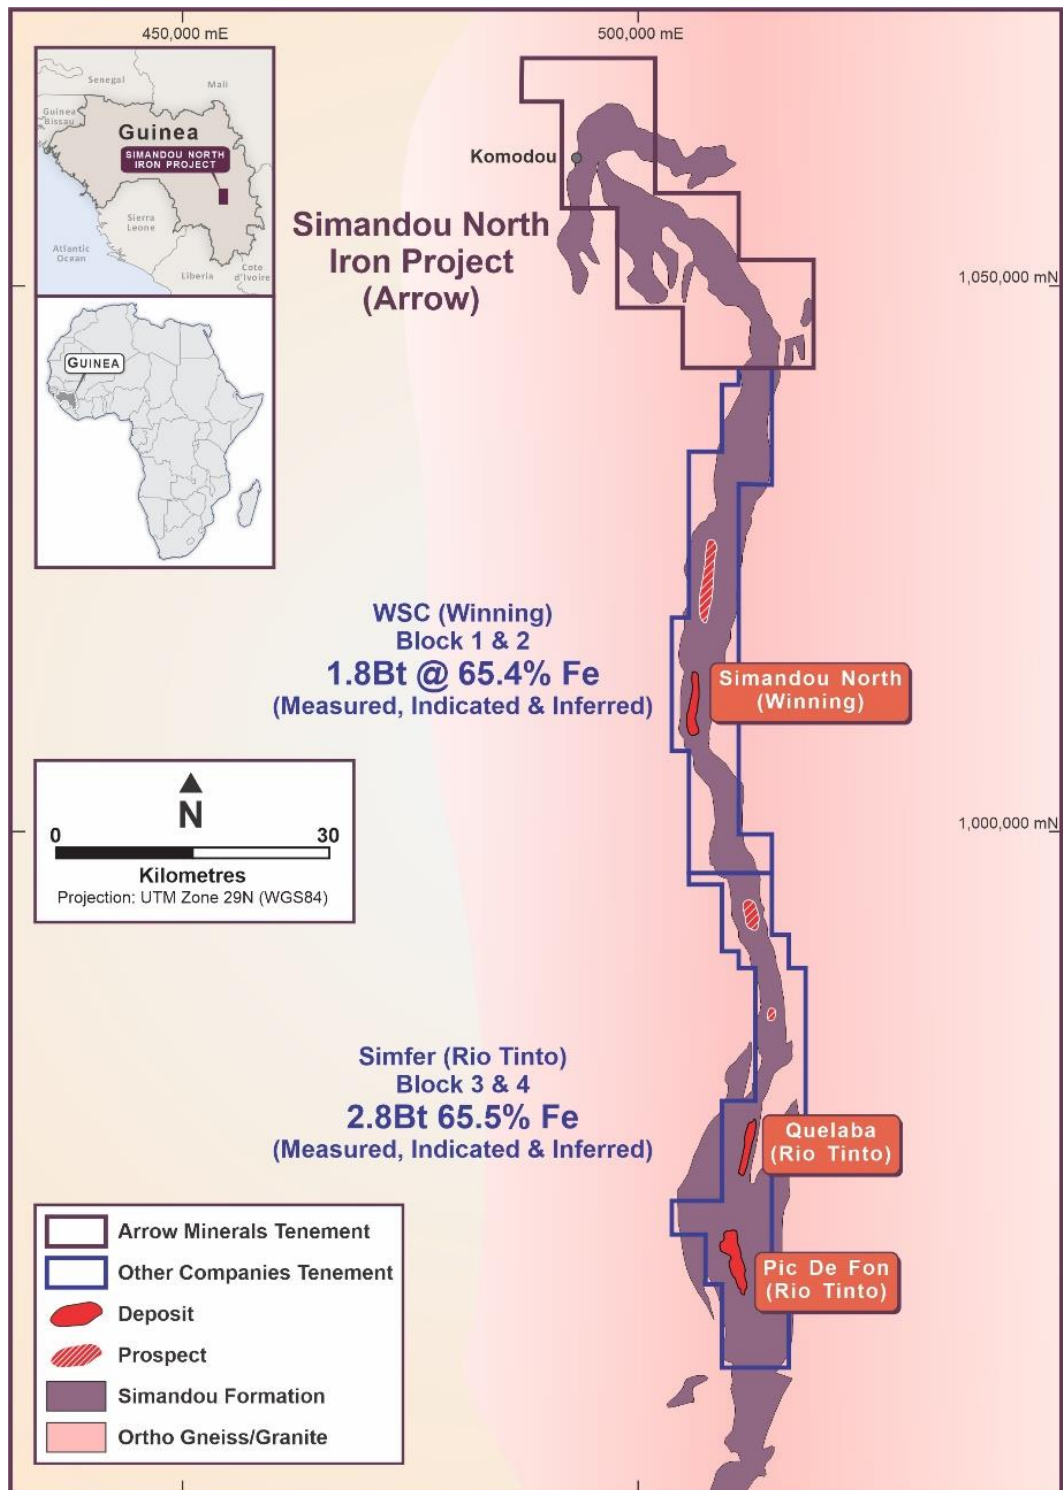 450,000 mE
500,000 mE
Senegal
Mali
Guinea
Bissau
Guinea
SIMANDOU NORTH
IRON PROJECT
Sierra
Leone
Atlantic
Ocean
Liberia
Cote
d'Ivoire
GUINEA
Komodou
Simandou North
Iron Project
(Arrow)
1,050,000 mN
WSC (Winning)
Block 1 & 2
1.8Bt @ 65.4% Fe
(Measured, Indicated & Inferred)
Simandou North
(Winning)
N
0
30
Kilometres
Projection: UTM Zone 29N (WGS84)
1,000,000 mN
Simfer (Rio Tinto)
Block 3 & 4
2.8Bt 65.5% Fe
(Measured, Indicated & Inferred)
Quelaba
(Rio Tinto)
Pic De Fon
(Rio Tinto)
Arrow Minerals Tenement
Other Companies Tenement
Deposit
Prospect
Simandou Formation
Ortho Gneiss/Granite